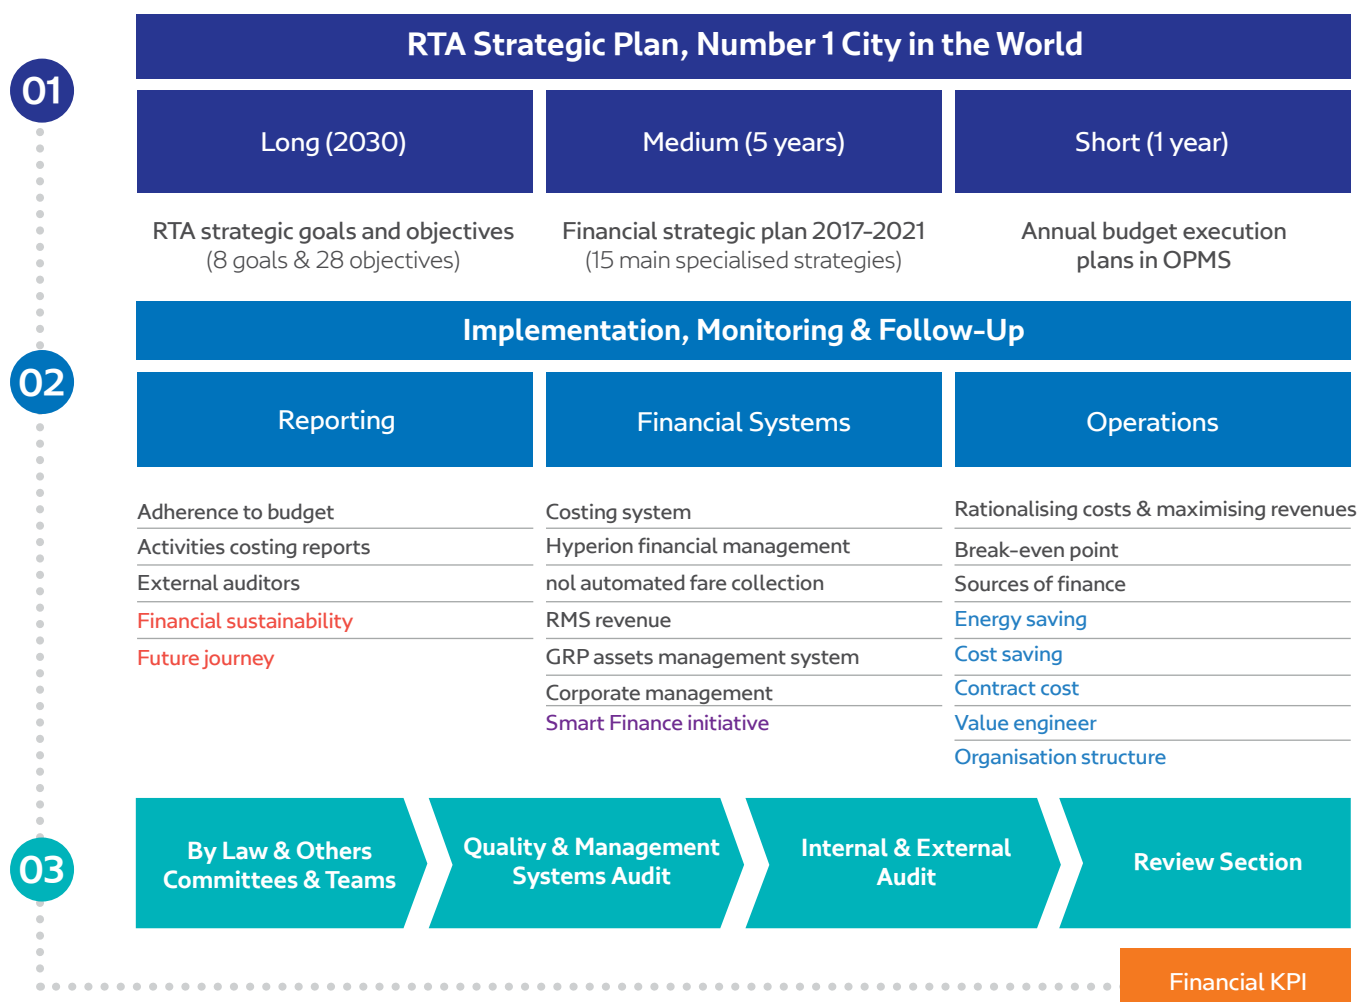 RTA Strategic Plan, Number 1 City in the World
01
Long (2030)
Medium (5 years)
Short (1 year)
RTA strategic goals and objectives
(8 goals & 28 objectives)
Financial strategic plan 2017-2021
(15 main specialised strategies)
Annual budget execution
plans in OPMS
Implementation, Monitoring & Follow-Up
02
Reporting
Financial Systems
Operations
Adherence to budget
Activities costing reports
External auditors
Financial sustainability
Future journey
Costing system
Hyperion financial management
nol automated fare collection
RMS revenue
GRP assets management system
Corporate management
Smart Finance initiative
Rationalising costs & maximising revenues
Break-even point
Sources of finance
Energy saving
Cost saving
Contract cost
Value engineer
Organisation structure
03
By Law & Others
Committees & Teams
Quality & Management
Systems Audit
Internal & External
Audit
Review Section
Financial KPI